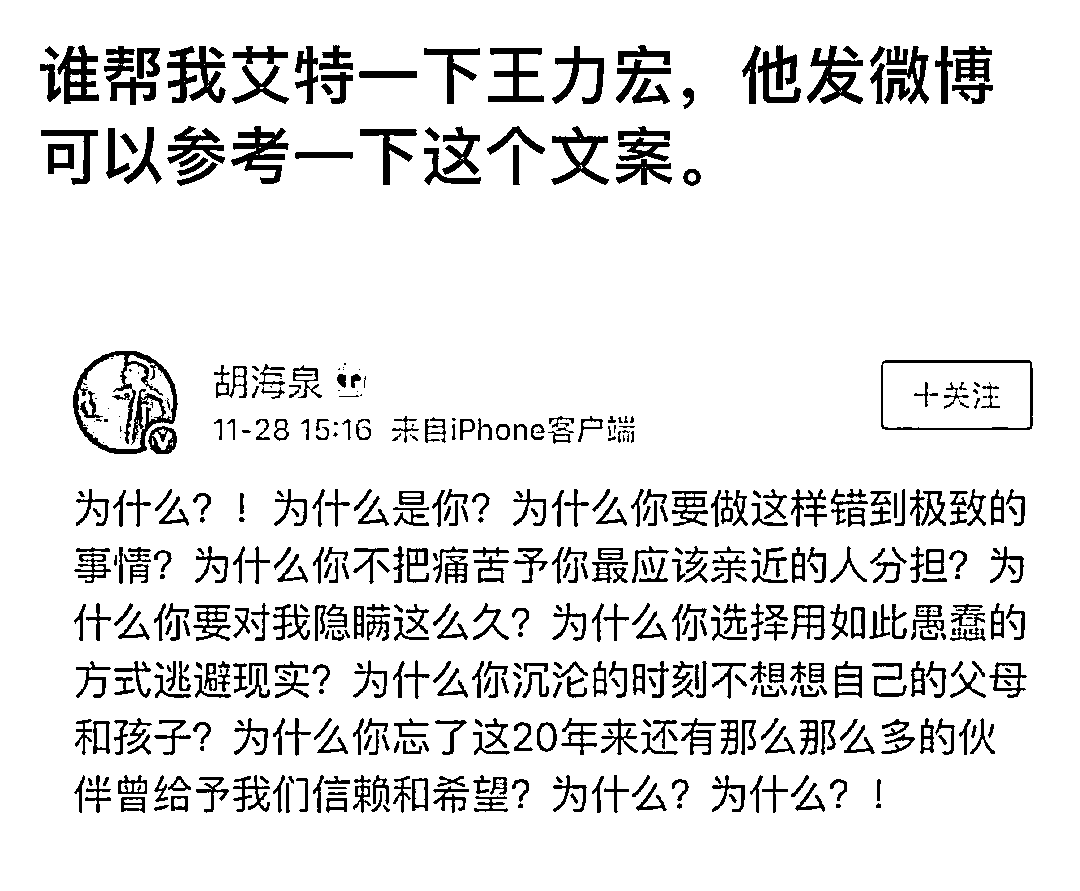 谁帮我艾特一下王力宏，他发微博
可以参考一下这个文案。
胡海泉
11-28 15:16 来自iPhone客户端
+关注
为什么？！为什么是你？为什么你要做这样错到极致的
事情？为什么你不把痛苦予你最应该亲近的人分担？为
什么你要对我隐瞒这么久？为什么你选择用如此愚蠢的
方式逃避现实？为什么你沉沦的时刻不想想自己的父母
和孩子？为什么你忘了这20年来还有那么那么多的伙
伴曾给予我们信赖和希望？为什么？为什么？！